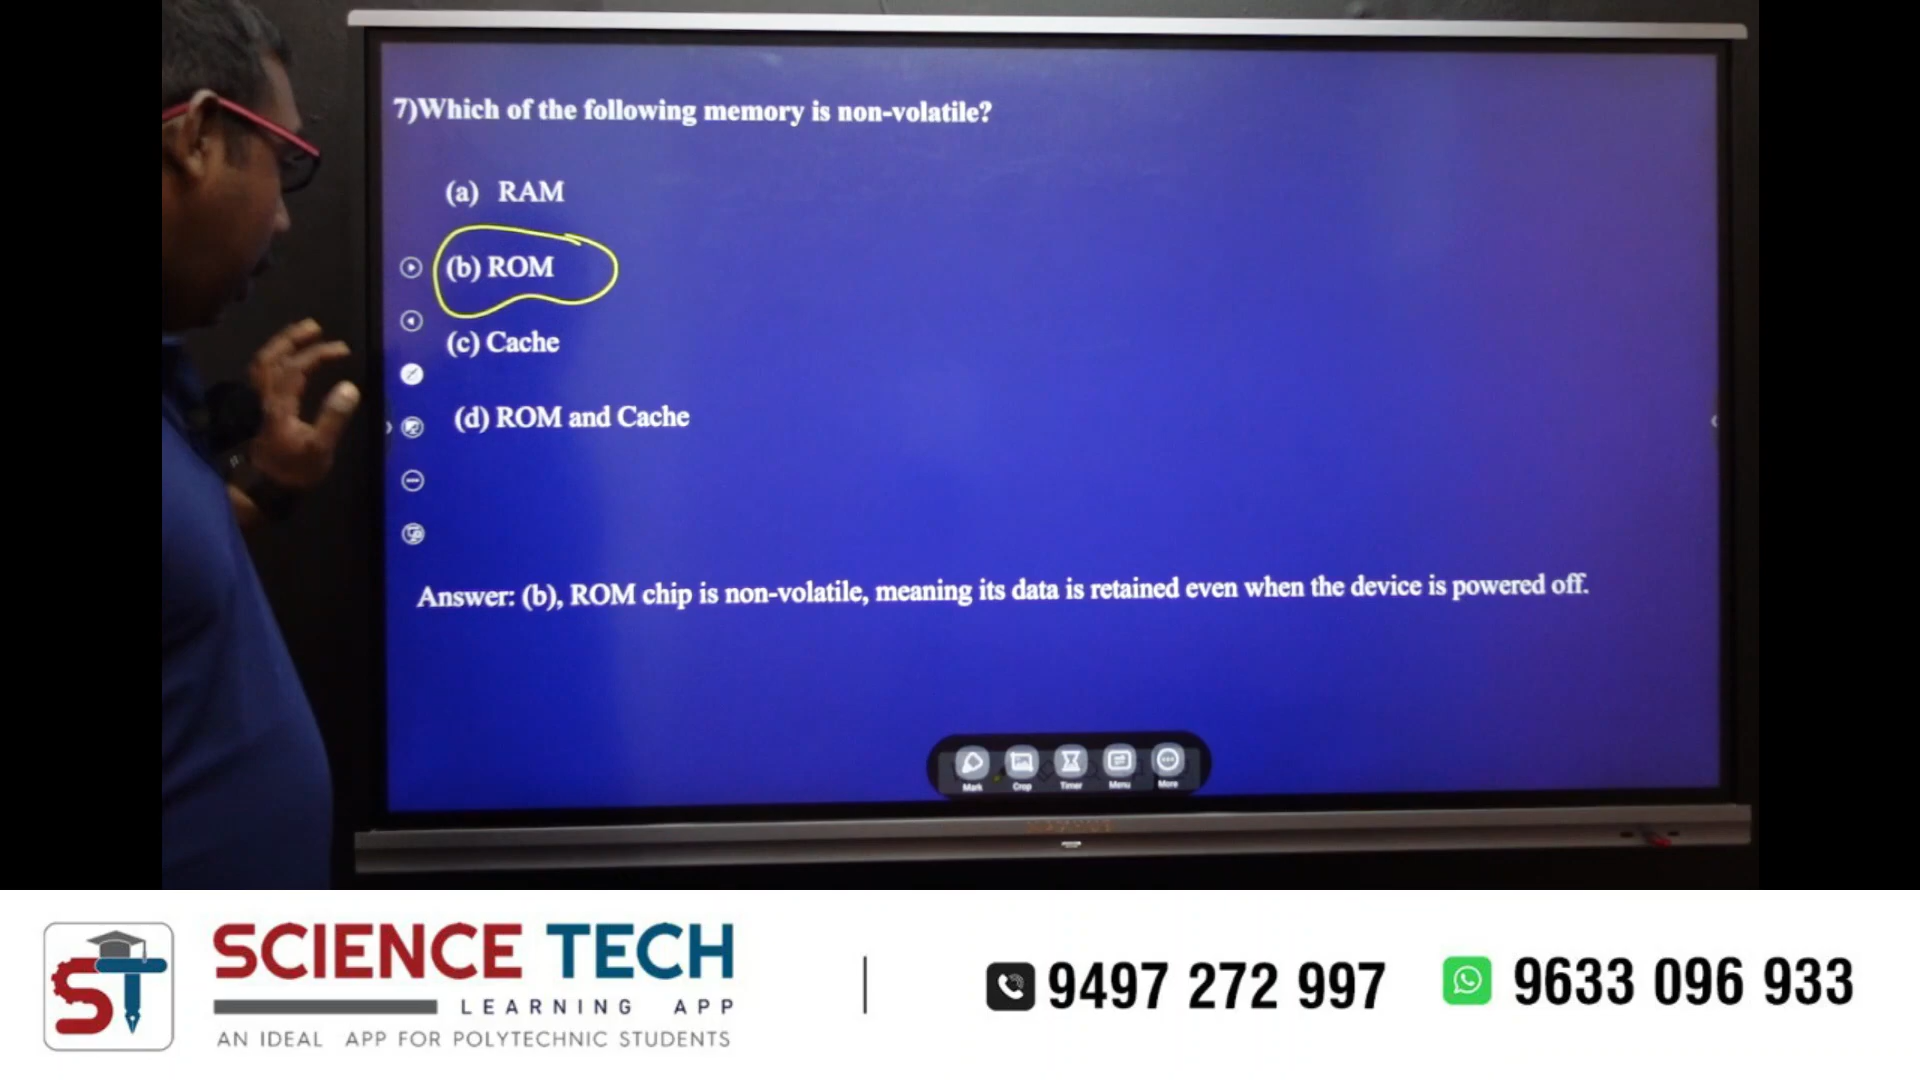 7)Which of the following memory is non-volatile?
(a) RAM
(b) ROM
(c) Cache
(d) ROM and Cache
Answer: (b), ROM chip is non-volatile, meaning its data is retained even when the device is powered off.
Mark Crop Timer Menu More
ST
SCIENCE TECH
LEARNING APP
AN IDEAL APP FOR POLYTECHNIC STUDENTS
9497 272 997
9633 096 933